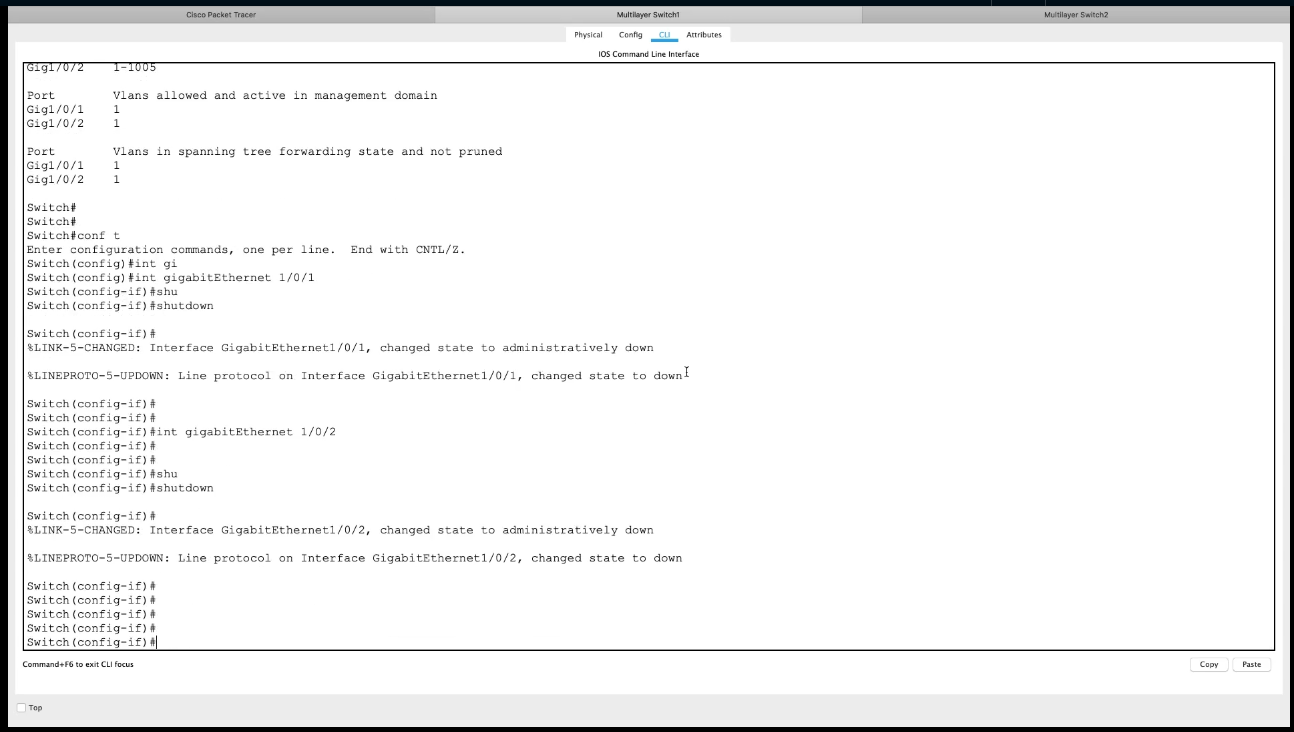 Cisco Packet Tracer
Multilayer Switch1
Multilayer Switch2
Physical Config CLI Attributes
IOS Command Line Interface
Gig1/0/2 1-1005
Port Vlans allowed and active in management domain
Gig1/0/1 1
Gig1/0/2 1
Port Vlans in spanning tree forwarding state and not pruned
Gig1/0/1 1
Gig1/0/2 1
Switch#
Switch#
Switch#conf t
Enter configuration commands, one per line. End with CNTL/Z.
Switch(config)#int gi
Switch(config)#int gigabitEthernet 1/0/1
Switch(config-if)#shu
Switch(config-if)#shutdown
Switch(config-if)#
%LINK-5-CHANGED: Interface GigabitEthernet1/0/1, changed state to administratively down
%LINEPROTO-5-UPDOWN: Line protocol on Interface GigabitEthernet1/0/1, changed state to down
Switch(config-if)#
Switch(config-if)#
Switch(config-if)#int gigabitEthernet 1/0/2
Switch(config-if)#
Switch(config-if)#
Switch(config-if)#shu
Switch(config-if)#shutdown
Switch(config-if)#
%LINK-5-CHANGED: Interface GigabitEthernet1/0/2, changed state to administratively down
%LINEPROTO-5-UPDOWN: Line protocol on Interface GigabitEthernet1/0/2, changed state to down
Switch(config-if)#
Switch(config-if)#
Switch(config-if)#
Switch(config-if)#
Switch(config-if)#
Command+F6 to exit CLI focus
Copy Paste
Top